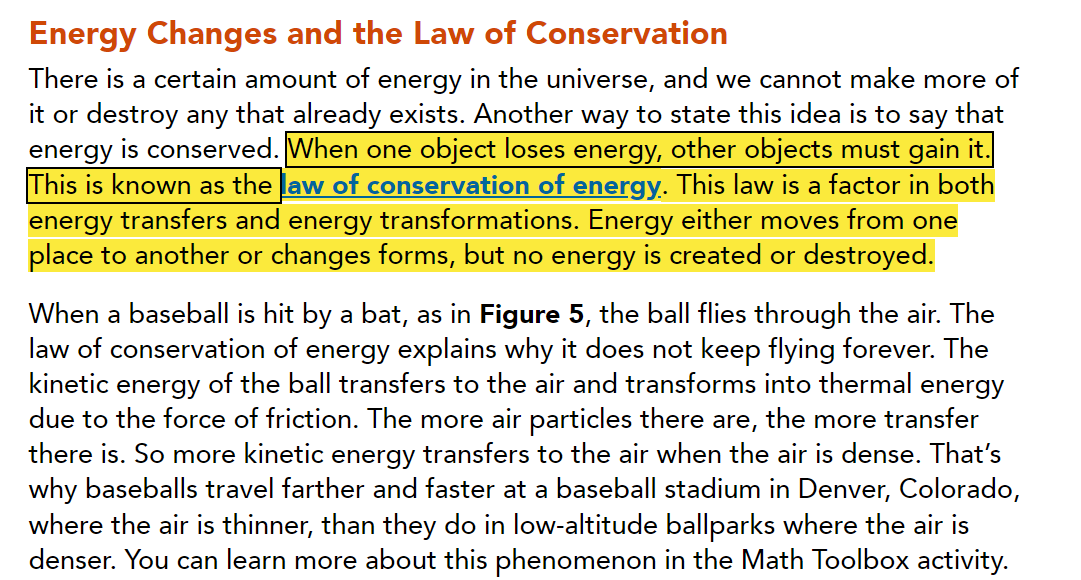 Energy Changes and the Law of Conservation
There is a certain amount of energy in the universe, and we cannot make more of
it or destroy any that already exists. Another way to state this idea is to say that
energy is conserved. When one object loses energy, other objects must gain it.
This is known as the law of conservation of energy. This law is a factor in both
energy transfers and energy transformations. Energy either moves from one
place to another or changes forms, but no energy is created or destroyed.
When a baseball is hit by a bat, as in Figure 5, the ball flies through the air. The
law of conservation of energy explains why it does not keep flying forever. The
kinetic energy of the ball transfers to the air and transforms into thermal energy
due to the force of friction. The more air particles there are, the more transfer
there is. So more kinetic energy transfers to the air when the air is dense. That’s
why baseballs travel farther and faster at a baseball stadium in Denver, Colorado,
where the air is thinner, than they do in low-altitude ballparks where the air is
denser. You can learn more about this phenomenon in the Math Toolbox activity.